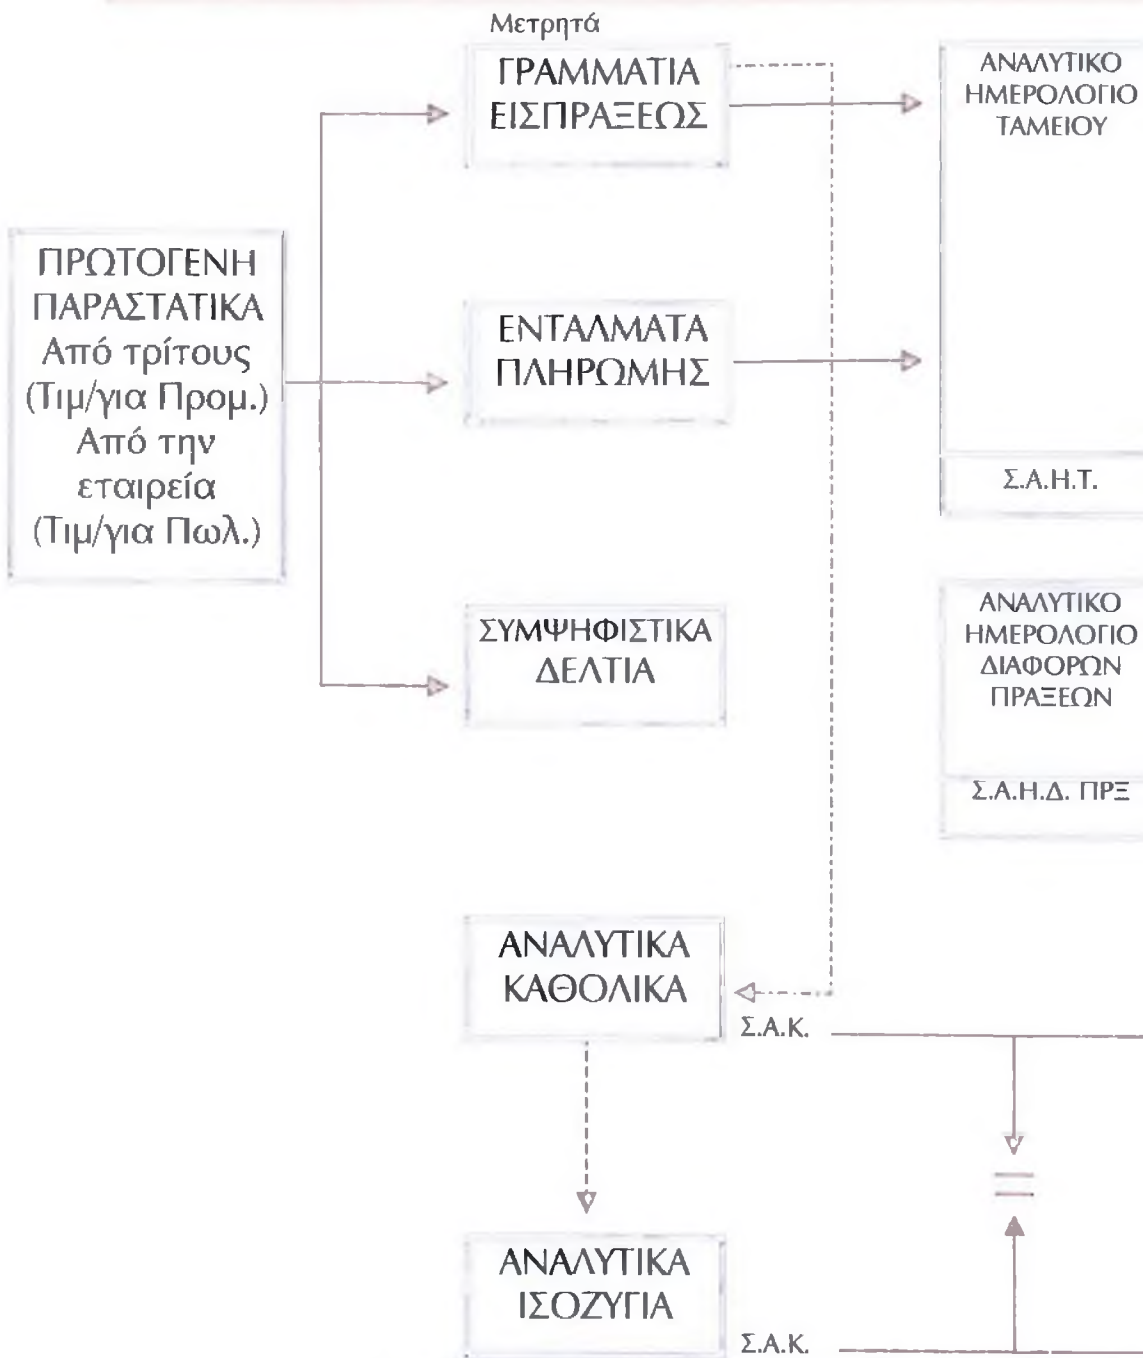 Μετρητά
ΓΡΑΜΜΑΤΙΑ
ΕΙΣΠΡΑΞΕΩΣ
ΑΝΑΛΥΤΙΚΟ
ΗΜΕΡΟΛΟΓΙΟ
ΤΑΜΕΙΟΥ
Σ.Α.Η.Τ.
ΠΡΩΤΟΓΕΝΗ
ΠΑΡΑΣΤΑΤΙΚΑ
Από τρίτους
(Τιμ/για Προμ.)
Από την
εταιρεία
(Τιμ/για Πωλ.)
ΕΝΤΑΛΜΑΤΑ
ΠΛΗΡΩΜΗΣ
ΣΥΜΨΗΦΙΣΤΙΚΑ
ΔΕΛΤΙΑ
ΑΝΑΛΥΤΙΚΟ
ΗΜΕΡΟΛΟΓΙΟ
ΔΙΑΦΟΡΩΝ
ΠΡΑΞΕΩΝ
Σ.Α.Η.Δ. ΠΡΞ
ΑΝΑΛΥΤΙΚΑ
ΚΑΘΟΛΙΚΑ
Σ.Α.Κ.
ΑΝΑΛΥΤΙΚΑ
ΙΣΟΖΥΓΙΑ
Σ.Α.Κ.